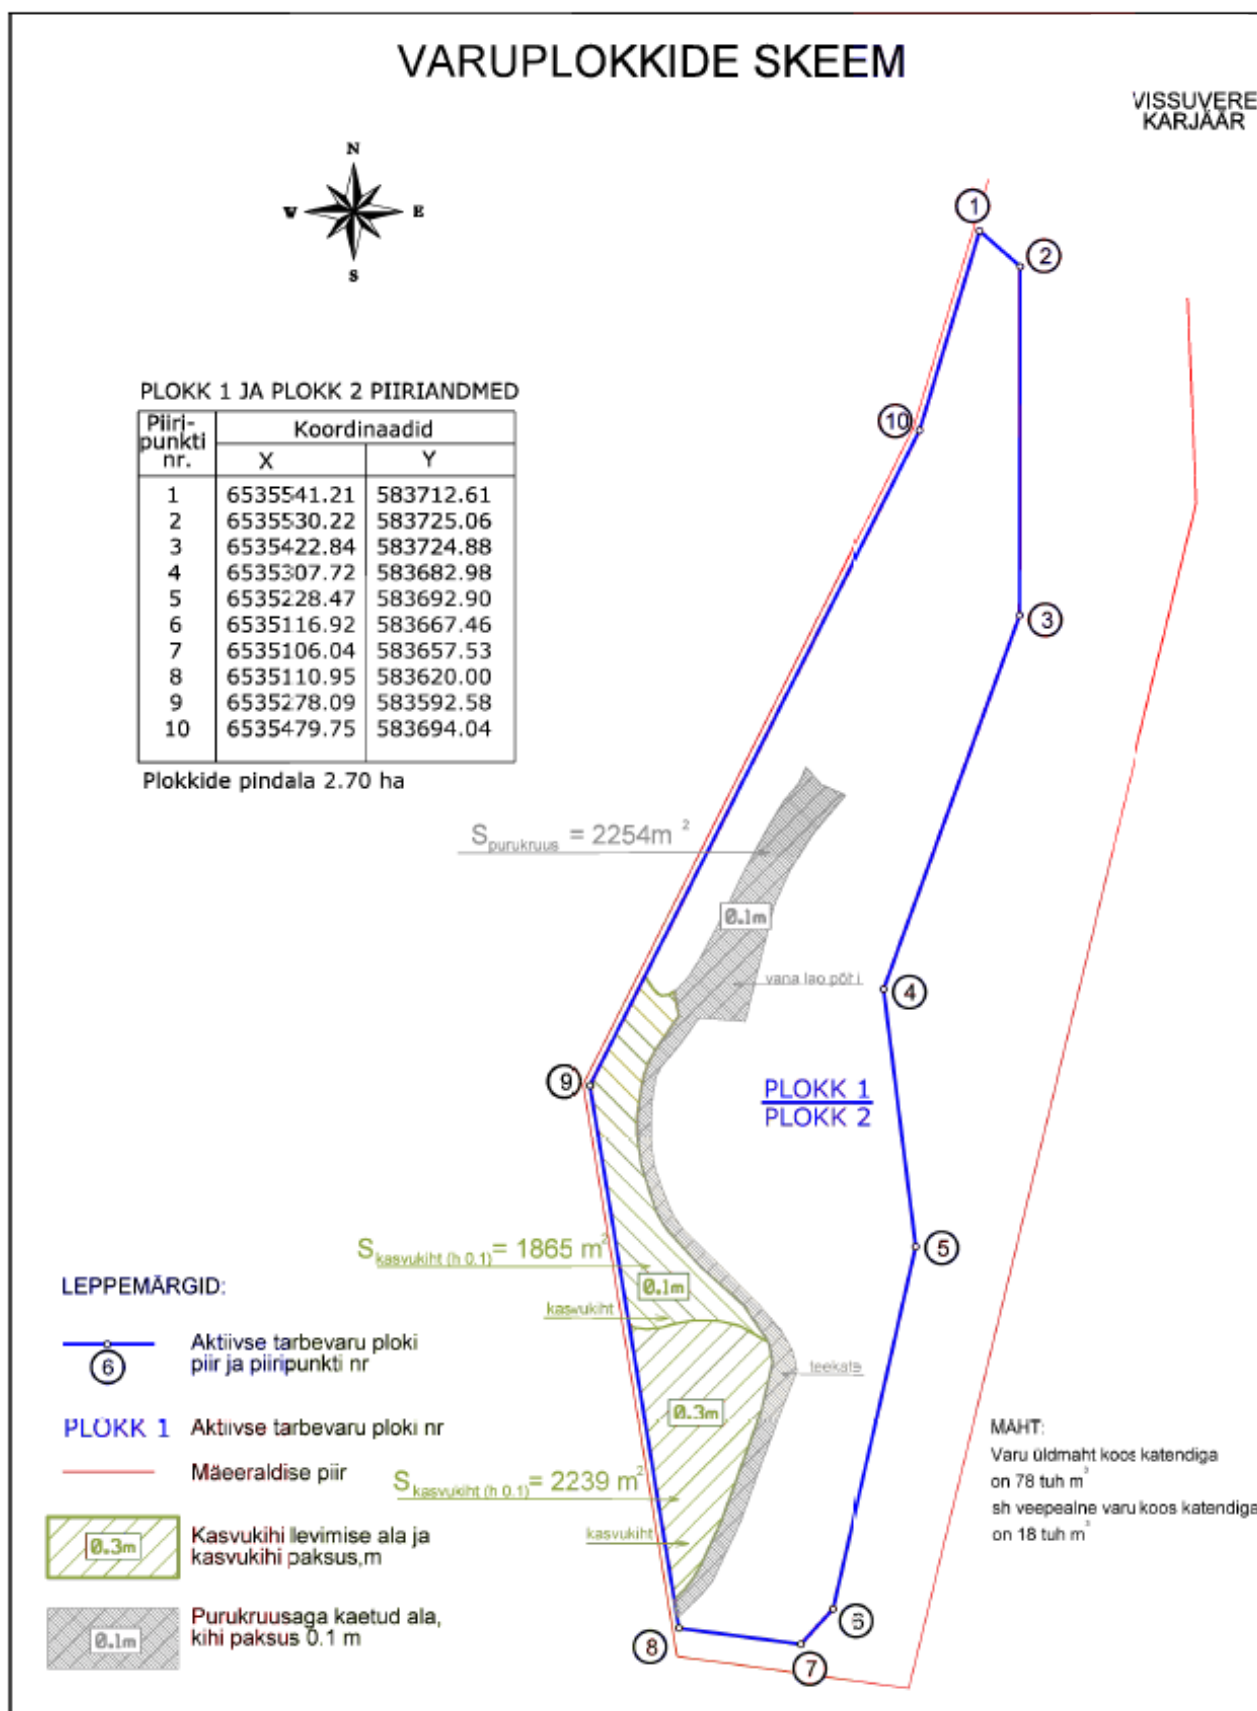 VARUPLOKKIDE SKEEM
VISSUVERE
KARJÄÄR
N
W
E
S
1
2
10
3
PLOKK 1 JA PLOKK 2 PIIRIANDMED
Piiri-
punkti
nr.
Koordinaadid
X Y
1 6535541.21 583712.61
2 6535530.22 583725.06
3 6535422.84 583724.88
4 6535307.72 583682.98
5 6535228.47 583692.90
6 6535116.92 583667.46
7 6535106.04 583657.53
8 6535110.95 583620.00
9 6535278.09 583592.58
10 6535479.75 583694.04
Plokkide pindala 2.70 ha
S purukruus = 2254m 2
0.1m
vana lao
4
9
PLOKK 1
PLOKK 2
5
S kasvukiht (h 0.1) = 1865 m2
0.1m
kasvukiht
teekate
0.3m
S kasvukiht (h 0.1) = 2239 m2
kasvukiht
6
8
7
LEPPEMÄRGID:
6
Aktiivse tarbevaru ploki
piir ja piiripunkti nr
PLOKK 1 Aktiivse tarbevaru ploki nr
Mäeeraldise piir
0.3m
Kasvukihi levimise ala ja
kasvukihi paksus,m
0.1m
Purukruusaga kaetud ala,
kihi paksus 0.1 m
MAHT:
Varu üldmaht koos katendiga
on 78 tuh m3
sh veepealne varu koos katendiga
on 18 tuh m3